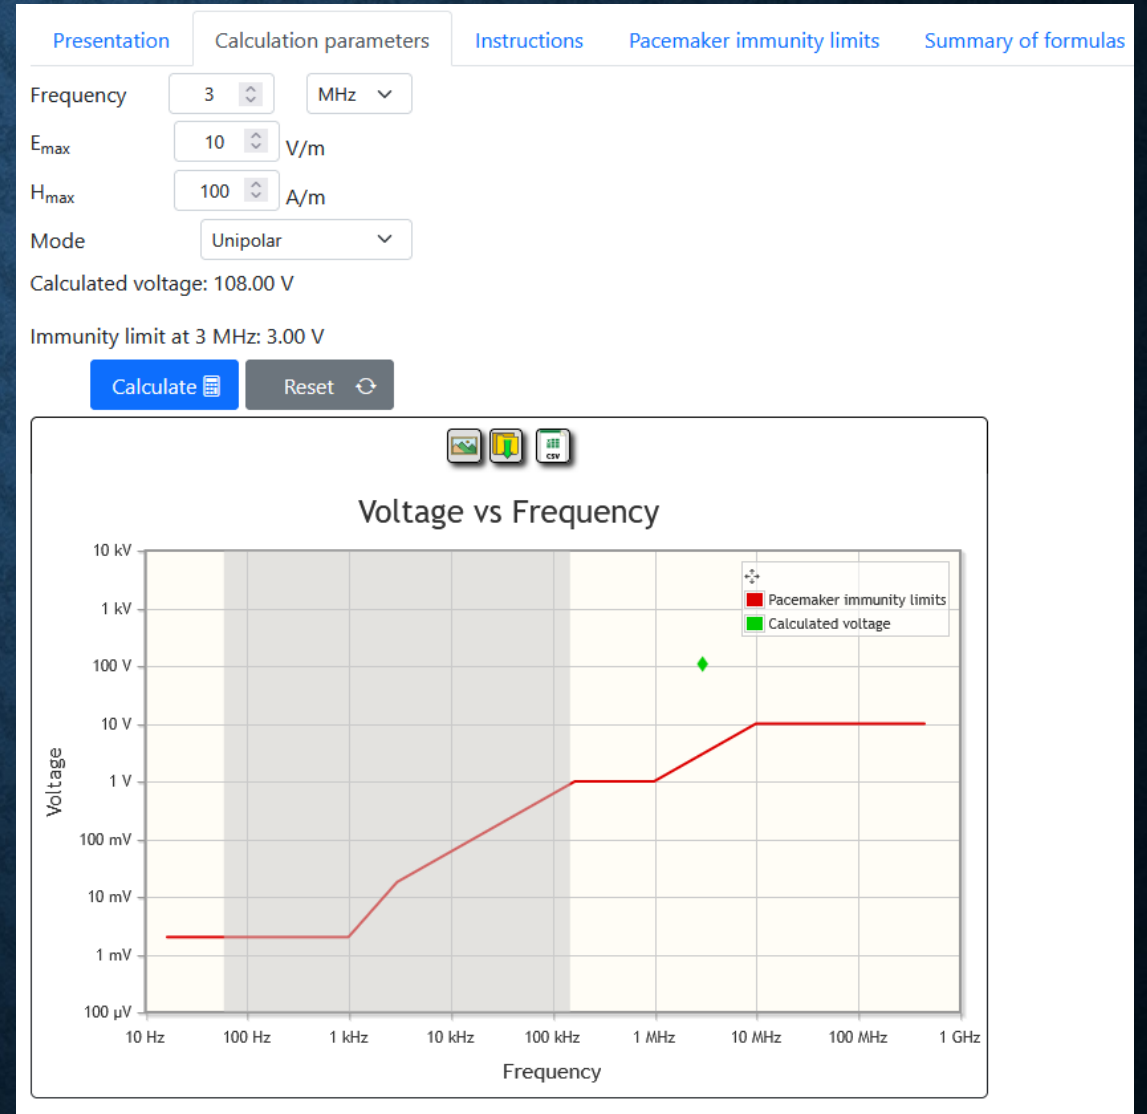 Presentation Calculation parameters Instructions Pacemaker immunity limits Summary of formulas
Frequency 3 MHz
Emax 10 V/m
Hmax 100 A/m
Mode Unipolar
Calculated voltage: 108.00 V
Immunity limit at 3 MHz: 3.00 V
Calculate Reset
CSV
Voltage vs Frequency
10 kV
1 kV
100 V
10 V
1 V
100 mV
10 mV
1 mV
100 µV
Voltage
Pacemaker immunity limits
Calculated voltage
10 Hz 100 Hz 1 kHz 10 kHz 100 kHz 1 MHz 10 MHz 100 MHz 1 GHz
Frequency